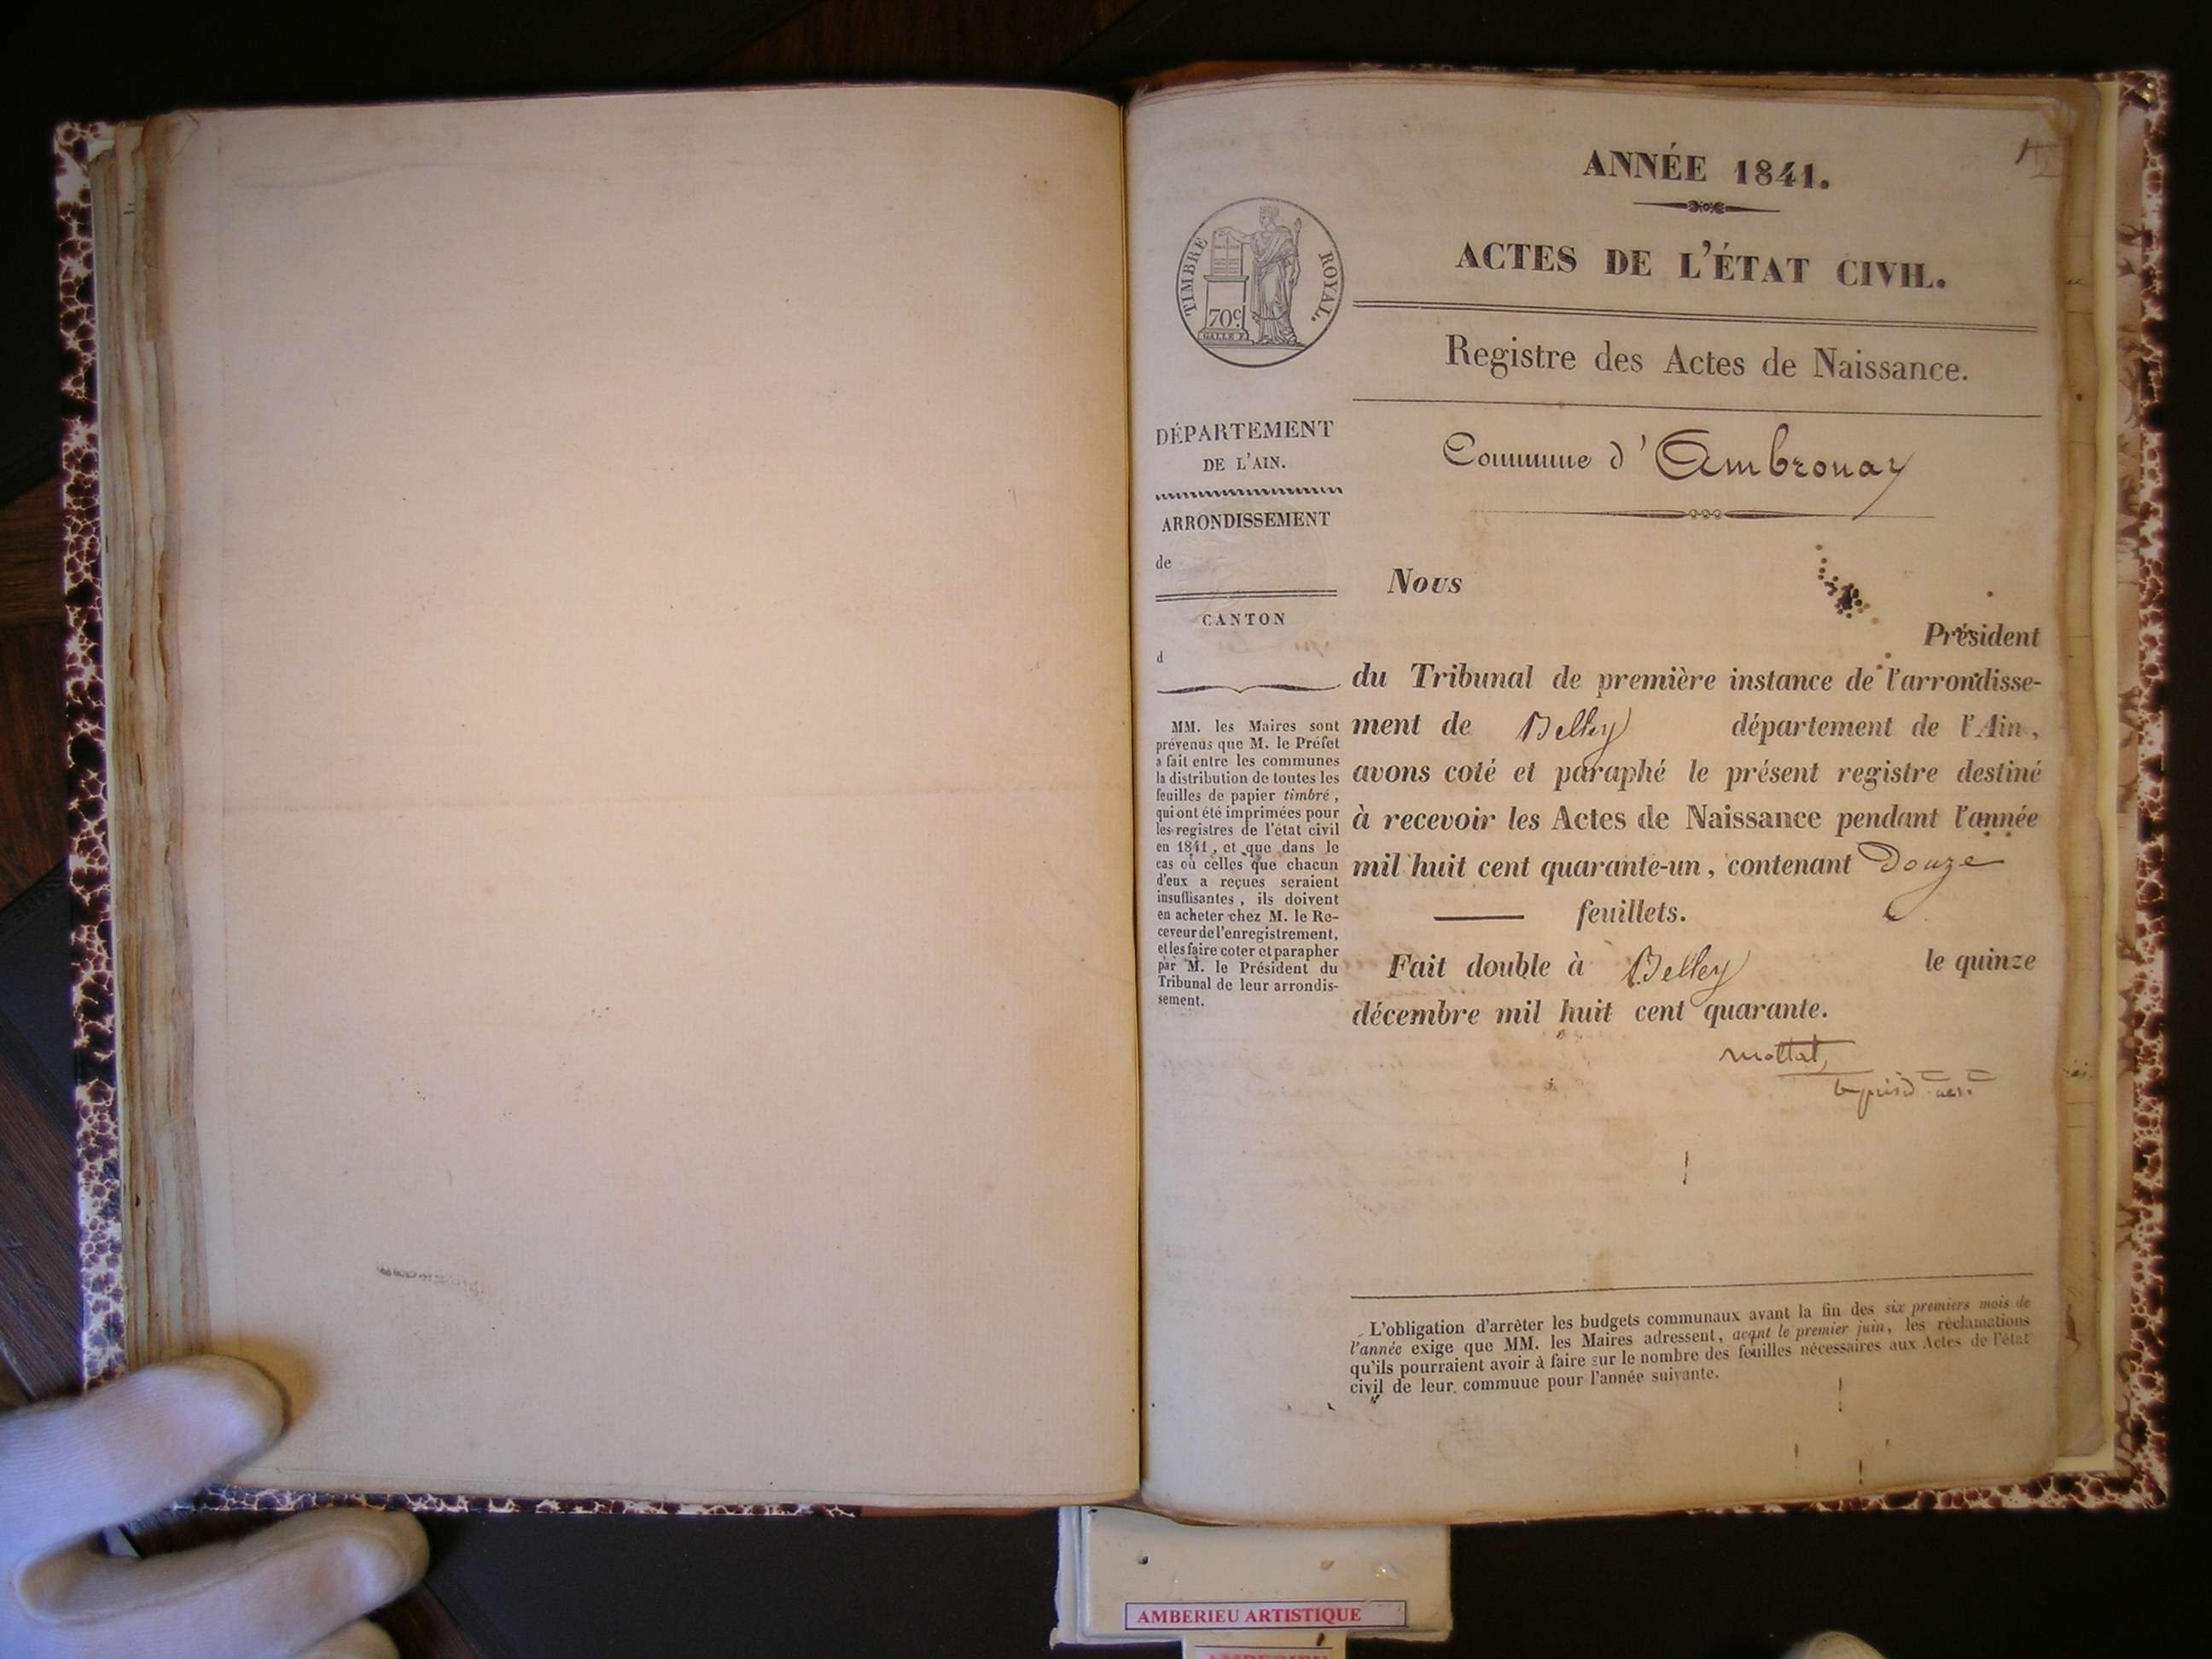 ANNÉE 1841.
ACTES DE L'ÉTAT CIVIL.
TIMBRE ROYAL.
70c.
GALLE F.
Registre des Actes de Naissance.
Commune d'Ambronay
DÉPARTEMENT
DE L'AIN.
ARRONDISSEMENT
de
CANTON
d
MM. les Maires sont
prévenus que M. le Préfet
a fait entre les communes
la distribution de toutes les
feuilles de papier timbré,
qui ont été imprimées pour
les registres de l'état civil
en 1841, et que dans le
cas où celles que chacun
d'eux a reçues seraient
insuffisantes, ils doivent
en acheter chez M. le Re-
ceveur de l'enregistrement,
et les faire coter et parapher
par M. le Président du
Tribunal de leur arrondis-
sement.
Nous
Président
du Tribunal de première instance de l'arrondisse-
ment de Belley département de l'Ain,
avons coté et paraphé le présent registre destiné
à recevoir les Actes de Naissance pendant l'année
mil huit cent quarante-un, contenant Douze
feuillets.
Fait double à Belley le quinze
décembre mil huit cent quarante.
L'obligation d'arrêter les budgets communaux avant la fin des six premiers mois de
l'année exige que MM. les Maires adressent, avant le premier juin, les réclamations
qu'ils pourraient avoir à faire sur le nombre des feuilles nécessaires aux Actes de l'état
civil de leur commune pour l'année suivante.
AMBERIEU ARTISTIQUE